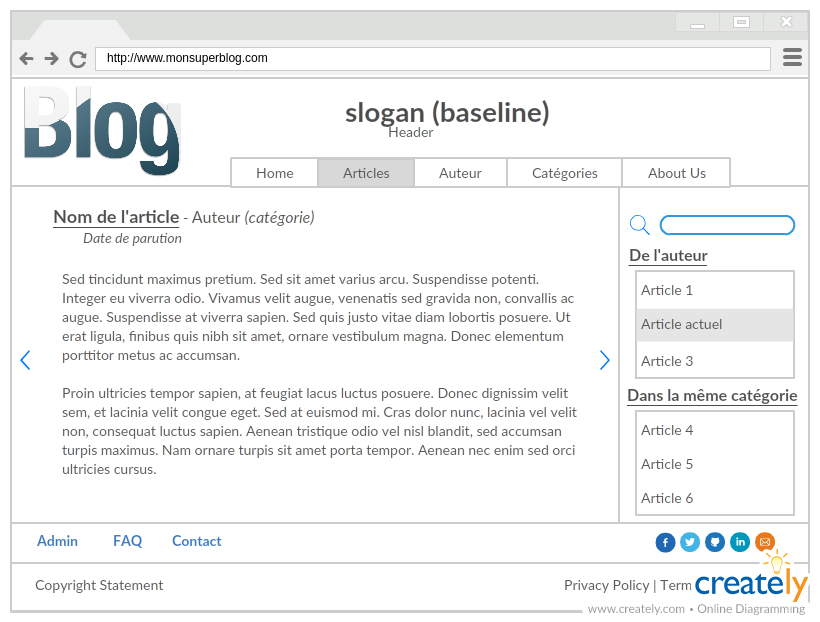 http://www.monsuperblog.com
Blog
slogan (baseline)
Header
Home Articles Auteur Catégories About Us
Nom de l'article - Auteur (catégorie)
Date de parution
Sed tincidunt maximus pretium. Sed sit amet varius arcu. Suspendisse potenti.
Integer eu viverra odio. Vivamus velit augue, venenatis sed gravida non, convallis ac
augue. Suspendisse at viverra sapien. Sed quis justo vitae diam lobortis posuere. Ut
erat ligula, finibus quis nibh sit amet, ornare vestibulum magna. Donec elementum
porttitor metus ac accumsan.
Proin ultricies tempor sapien, at feugiat lacus luctus posuere. Donec dignissim velit
sem, et lacinia velit congue eget. Sed at euismod mi. Cras dolor nunc, lacinia vel velit
non, consequat luctus sapien. Aenean tristique odio vel nisl blandit, sed accumsan
turpis maximus. Nam ornare turpis sit amet porta tempor. Aenean nec enim sed orci
ultricies cursus.
De l'auteur
Article 1
Article actuel
Article 3
Dans la même catégorie
Article 4
Article 5
Article 6
Admin FAQ Contact
Copyright Statement
Privacy Policy | Term
creately
www.creately.com • Online Diagramming